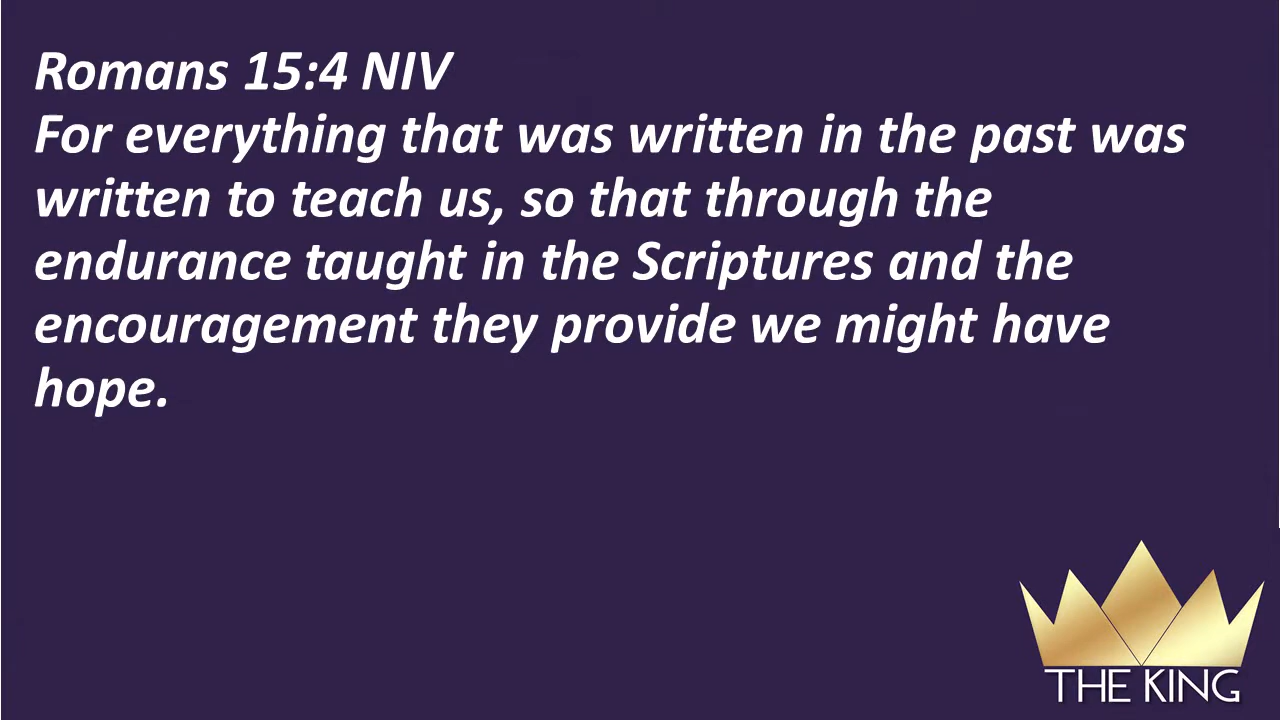 Romans 15:4 NIV
For everything that was written in the past was
written to teach us, so that through the
endurance taught in the Scriptures and the
encouragement they provide we might have
hope.
THE KING